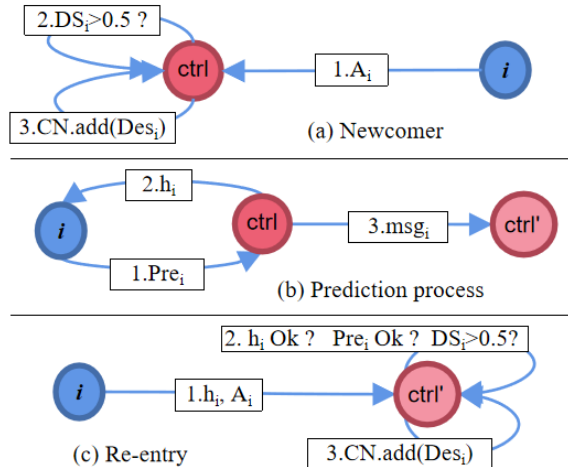 2.DSi>0.5 ?
ctrl
1.Ai
i
3.CN.add(Desi)
(a) Newcomer
2.hi
i
ctrl
3.msgi
ctrl'
1.Prei
(b) Prediction process
2. hi Ok ? Prei Ok ? DSi>0.5?
i
1.hi, Ai
ctrl'
(c) Re-entry
3.CN.add(Desi)